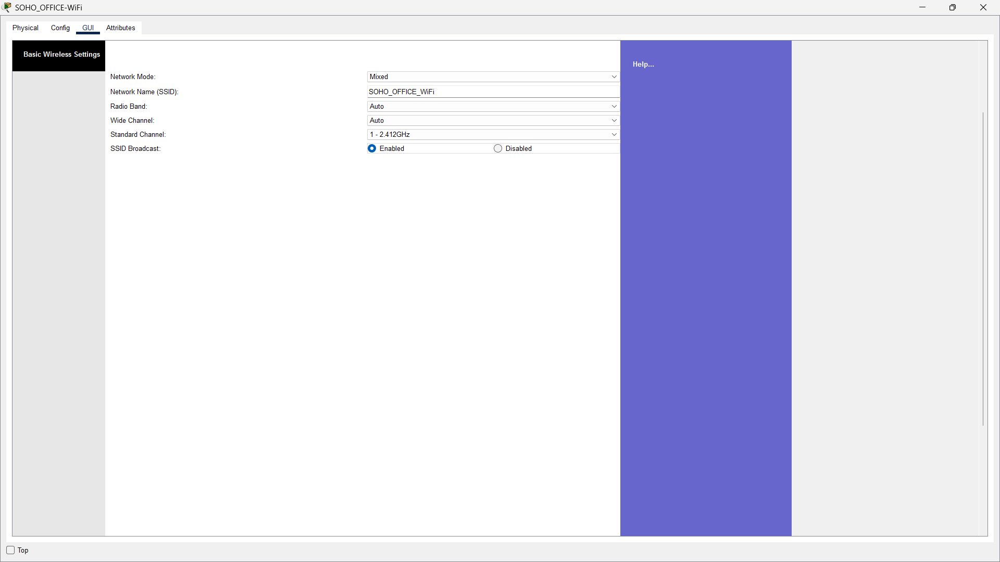 SOHO_OFFICE-WiFi
Physical Config GUI Attributes
Basic Wireless Settings
Help...
Network Mode: Mixed
Network Name (SSID): SOHO_OFFICE_WiFi
Radio Band: Auto
Wide Channel: Auto
Standard Channel: 1 - 2.412GHz
SSID Broadcast: Enabled Disabled
Top